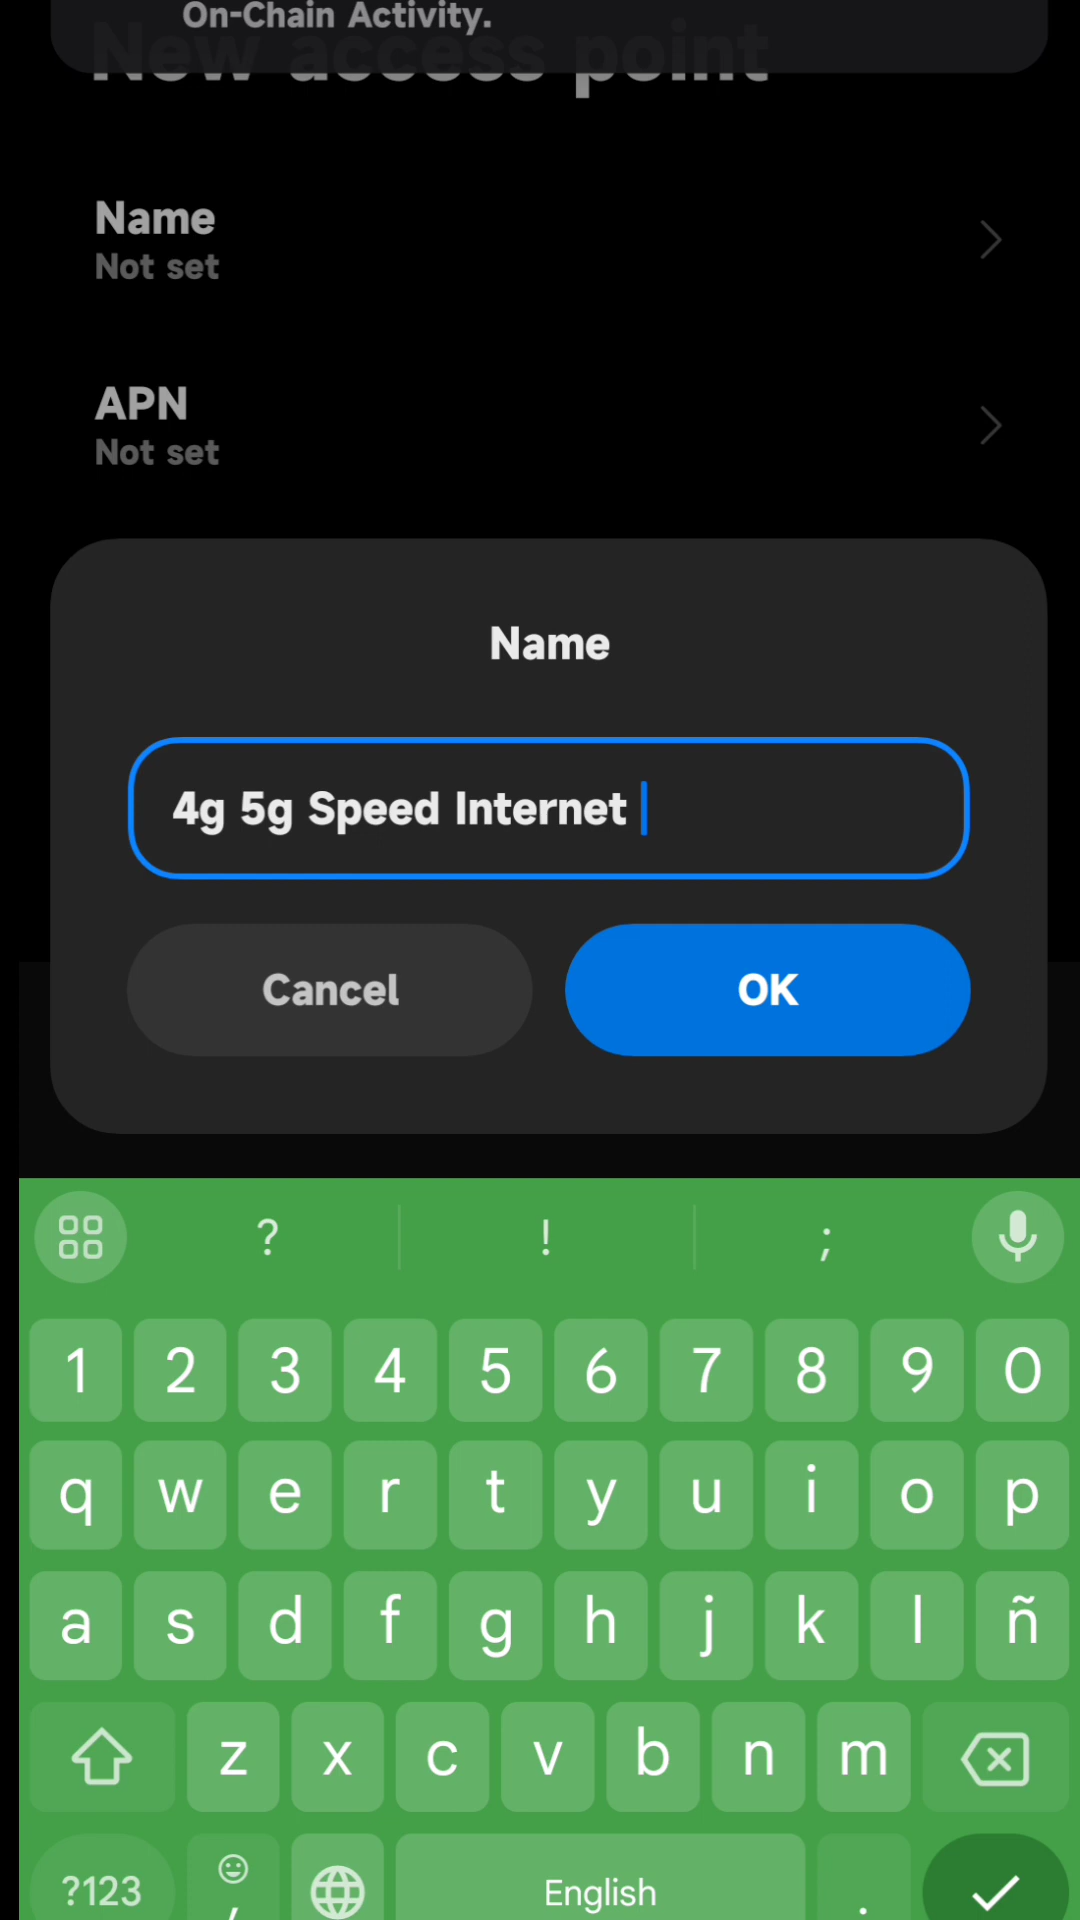 On-Chain Activity.
New access point
Name
Not set
APN
Not set
Name
4g 5g Speed Internet
Cancel
OK
? ! ;
1 2 3 4 5 6 7 8 9 0
q w e r t y u i o p
a s d f g h j k l ñ
z x c v b n m
?123 , English .